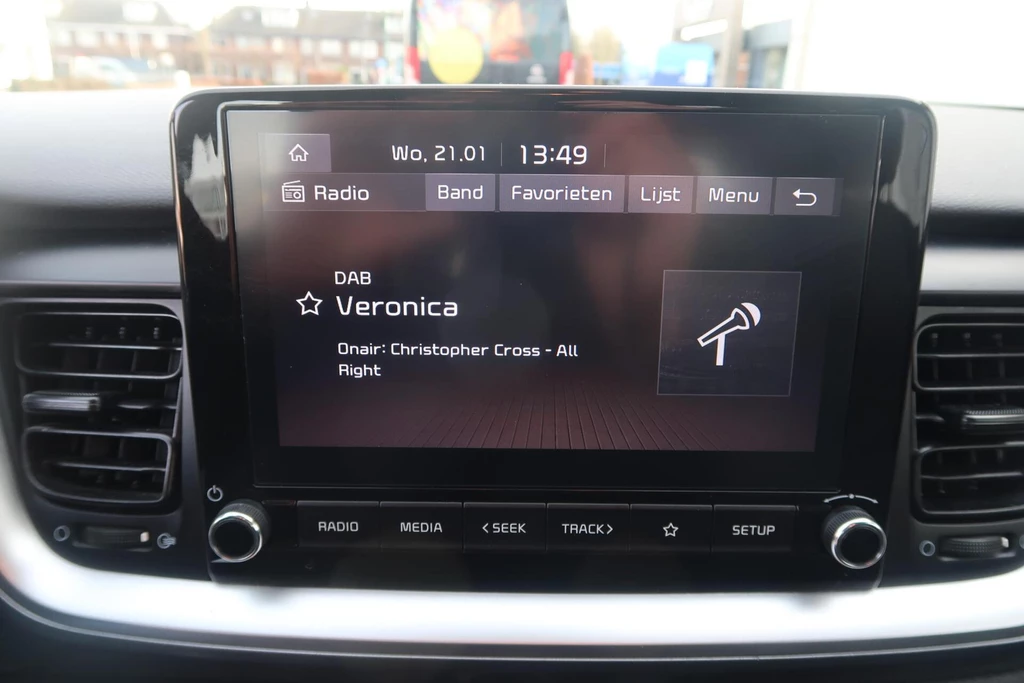 Wo, 21.01 13:49
Radio Band Favorieten Lijst Menu
DAB
Veronica
Onair: Christopher Cross - All
Right
RADIO MEDIA <SEEK TRACK> SETUP